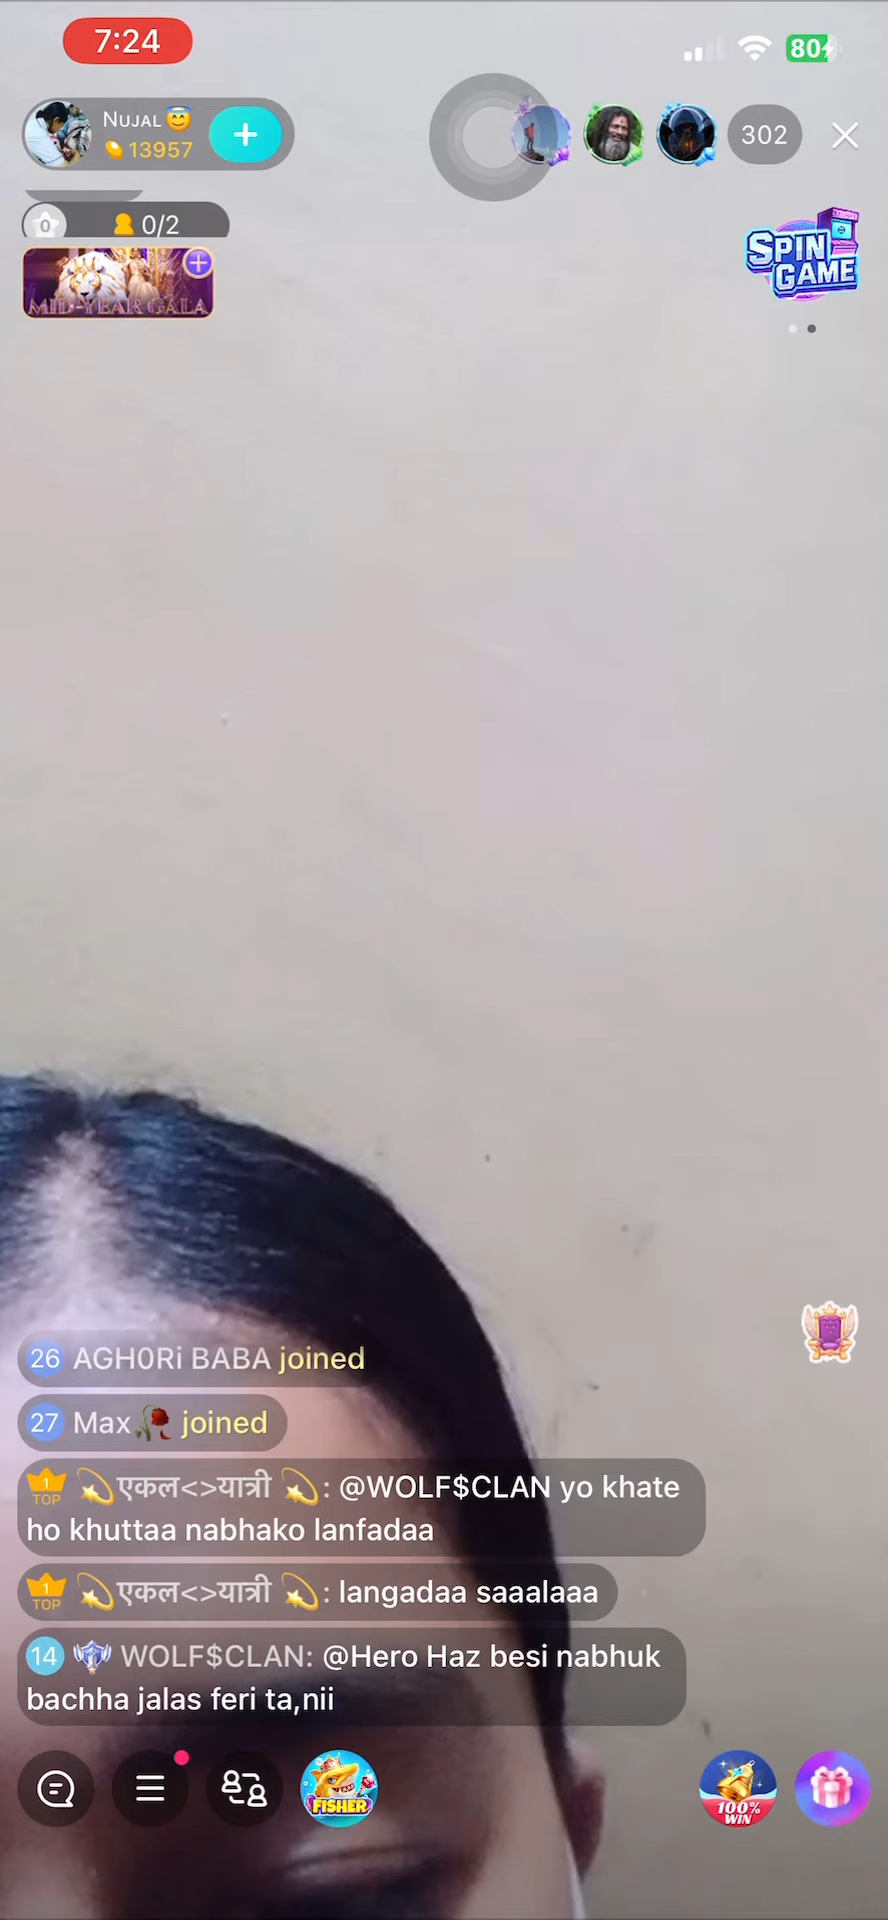 7:24
80
NUJAL😇
13957
302
0
0/2
MID-YEAR GALA
SPIN
GAME
26 AGH0Ri BABA joined
27 Max🥀 joined
1 TOP 💫एकल<>यात्री 💫: @WOLF$CLAN yo khate
ho khuttaa nabhako lanfadaa
1 TOP 💫एकल<>यात्री 💫: langadaa saaalaaa
14 WOLF$CLAN: @Hero Haz besi nabhuk
bachha jalas feri ta,nii
FISHER
100%
WIN